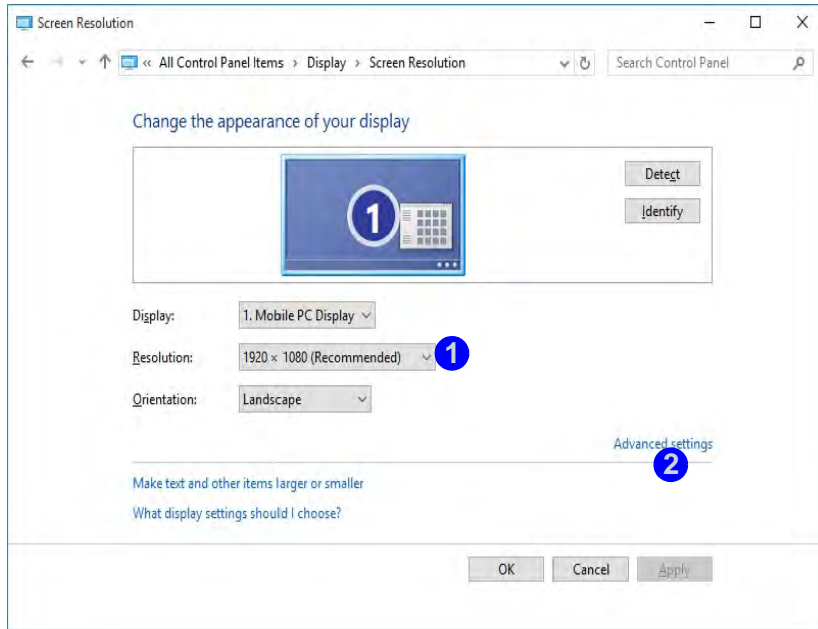 Screen Resolution
« All Control Panel Items › Display › Screen Resolution
Search Control Panel
Change the appearance of your display
1
Detect
Identify
Display: 1. Mobile PC Display
Resolution: 1920 × 1080 (Recommended) 1
Orientation: Landscape
Advanced settings
2
Make text and other items larger or smaller
What display settings should I choose?
OK Cancel Apply